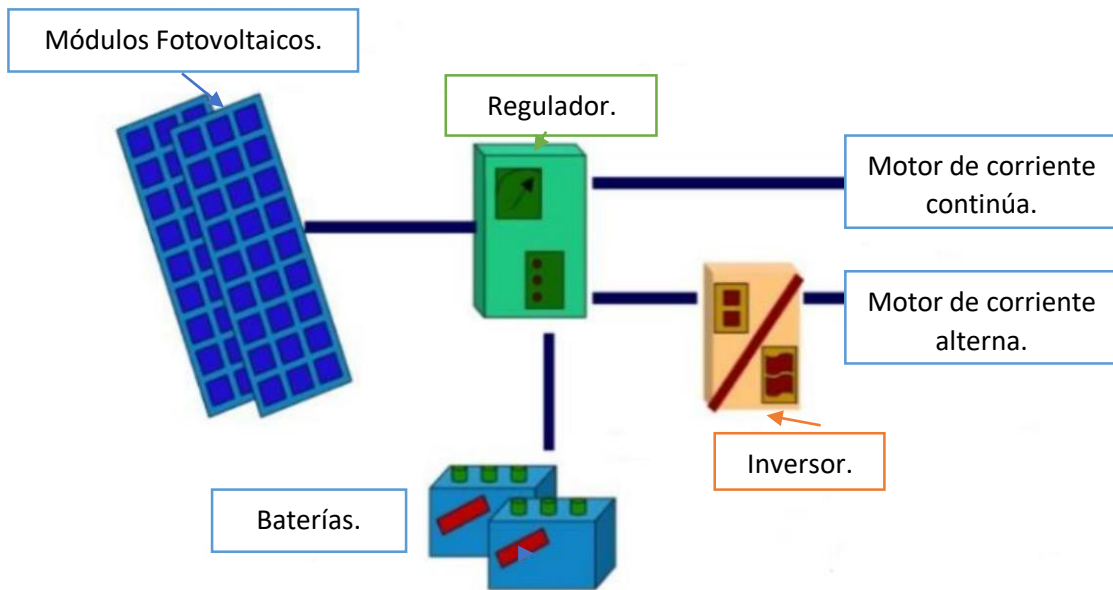 Módulos Fotovoltaicos.
Regulador.
Motor de corriente
continúa.
Motor de corriente
alterna.
Inversor.
Baterías.